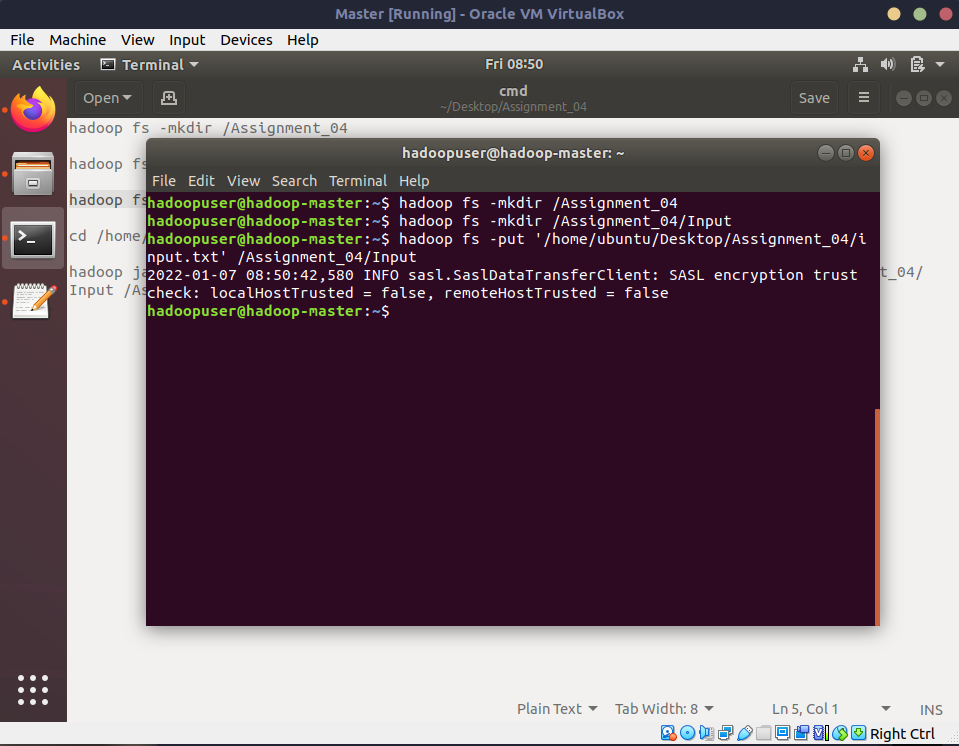 Master [Running] - Oracle VM VirtualBox
File Machine View Input Devices Help
Activities Terminal Fri 08:50
Open cmd Save
~/Desktop/Assignment_04
hadoop fs -mkdir /Assignment_04
hadoop fs
hadoop fs
cd /home/
hadoop ja t_04/
Input /As
hadoopuser@hadoop-master: ~
File Edit View Search Terminal Help
hadoopuser@hadoop-master:~$ hadoop fs -mkdir /Assignment_04
hadoopuser@hadoop-master:~$ hadoop fs -mkdir /Assignment_04/Input
hadoopuser@hadoop-master:~$ hadoop fs -put '/home/ubuntu/Desktop/Assignment_04/i
nput.txt' /Assignment_04/Input
2022-01-07 08:50:42,580 INFO sasl.SaslDataTransferClient: SASL encryption trust
check: localHostTrusted = false, remoteHostTrusted = false
hadoopuser@hadoop-master:~$
Plain Text Tab Width: 8 Ln 5, Col 1 INS
Right Ctrl